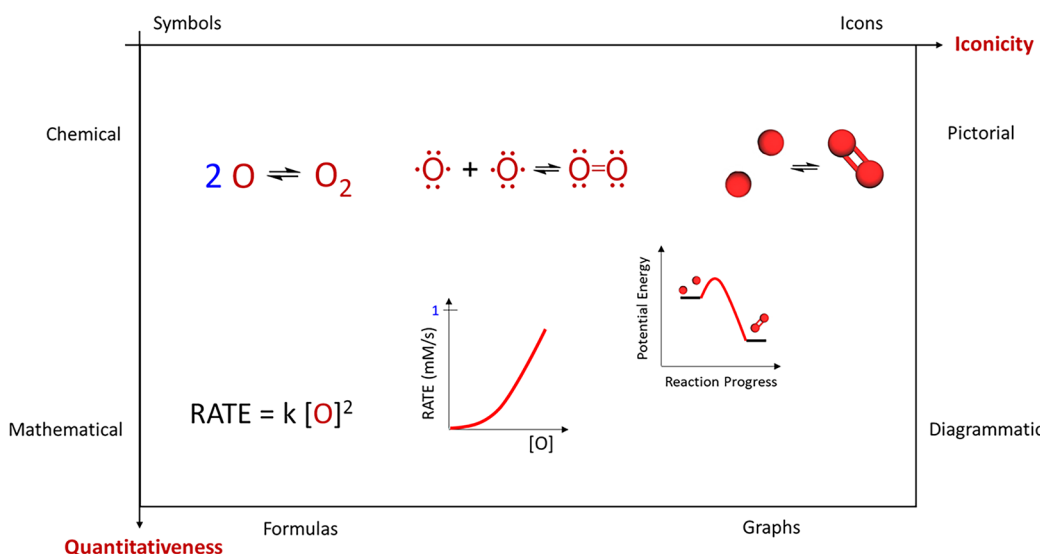 Symbols
Icons
Iconicity
Chemical
Pictorial
2 O ⇌ O₂
·Ö· + ·Ö· ⇌ Ö=Ö
⇌
Potential Energy
Reaction Progress
1
RATE (mM/s)
[O]
RATE = k [O]²
Mathematical
Diagrammatic
Formulas
Graphs
Quantitativeness